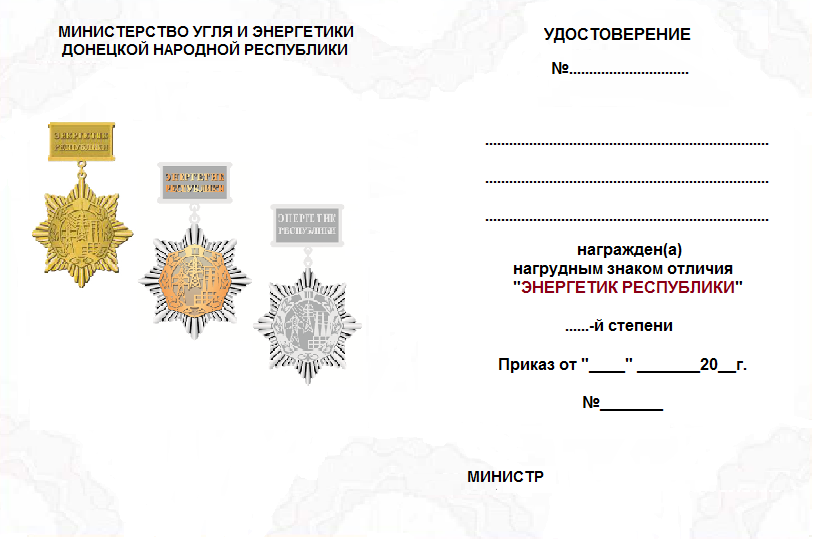 МИНИСТЕРСТВО УГЛЯ И ЭНЕРГЕТИКИ
ДОНЕЦКОЙ НАРОДНОЙ РЕСПУБЛИКИ
ЭНЕРГЕТИК
РЕСПУБЛИКИ
ЭНЕРГЕТИК
РЕСПУБЛИКИ
ЭНЕРГЕТИК
РЕСПУБЛИКИ
УДОСТОВЕРЕНИЕ
№..............................
.......................................................................
.......................................................................
.......................................................................
награжден(а)
нагрудным знаком отличия
"ЭНЕРГЕТИК РЕСПУБЛИКИ"
......-й степени
Приказ от "____" _______20__г.
№_______
МИНИСТР